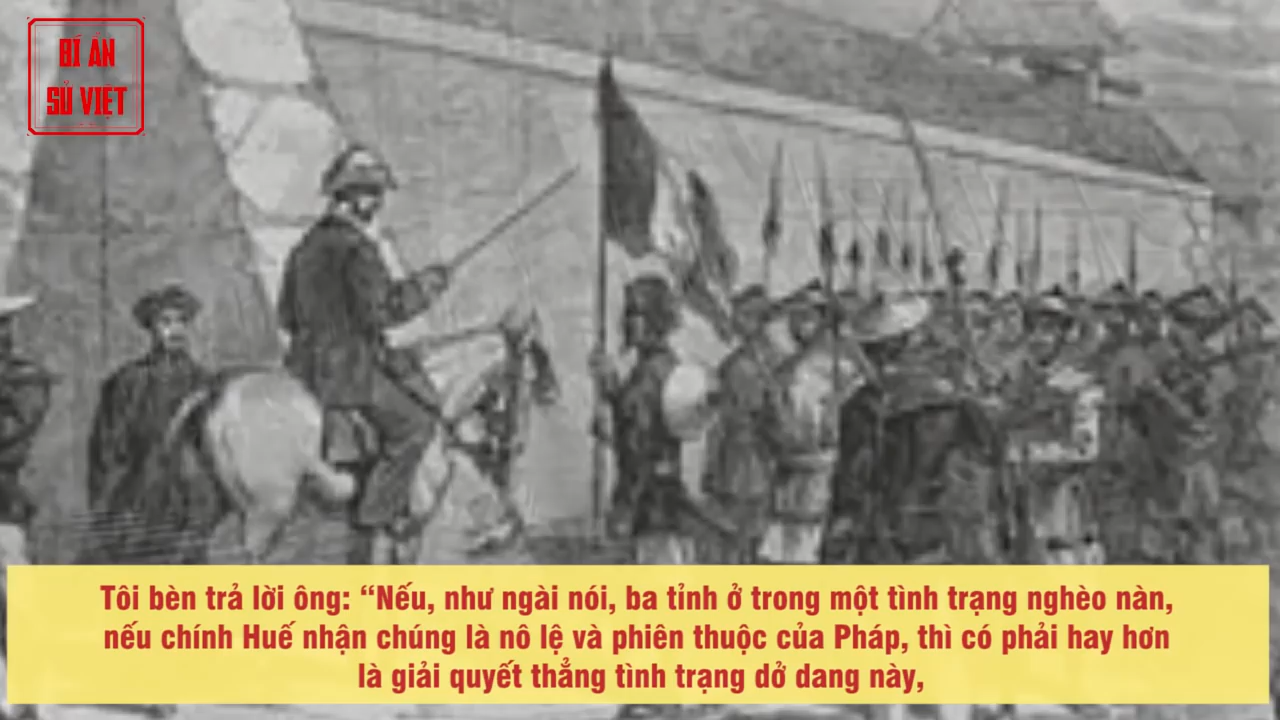 BÍ ẨN
SỬ VIỆT
Tôi bèn trả lời ông: “Nếu, như ngài nói, ba tỉnh ở trong một tình trạng nghèo nàn,
nếu chính Huế nhận chúng là nô lệ và phiên thuộc của Pháp, thì có phải hay hơn
là giải quyết thẳng tình trạng dở dang này,